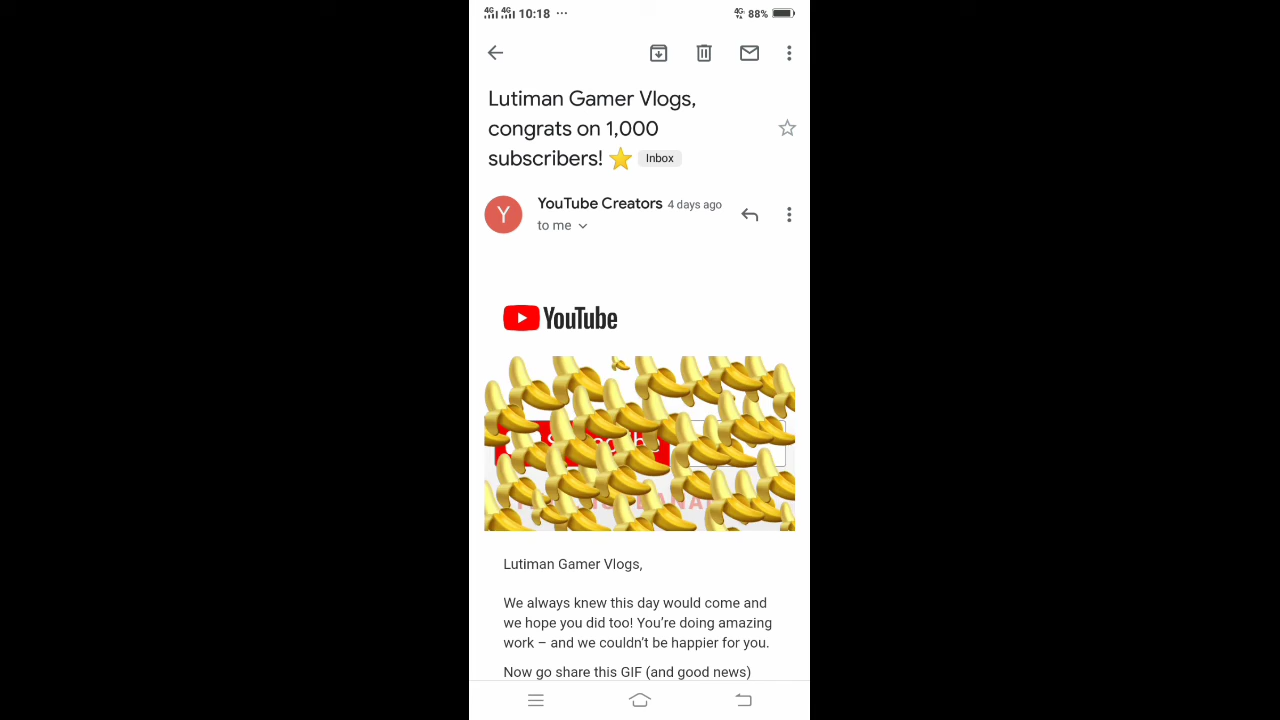 4G 4G 10:18 ... 4G 88%
Lutiman Gamer Vlogs,
congrats on 1,000
subscribers! ⭐ Inbox
Y
YouTube Creators 4 days ago
to me
YouTube
Lutiman Gamer Vlogs,
We always knew this day would come and
we hope you did too! You're doing amazing
work – and we couldn't be happier for you.
Now go share this GIF (and good news)